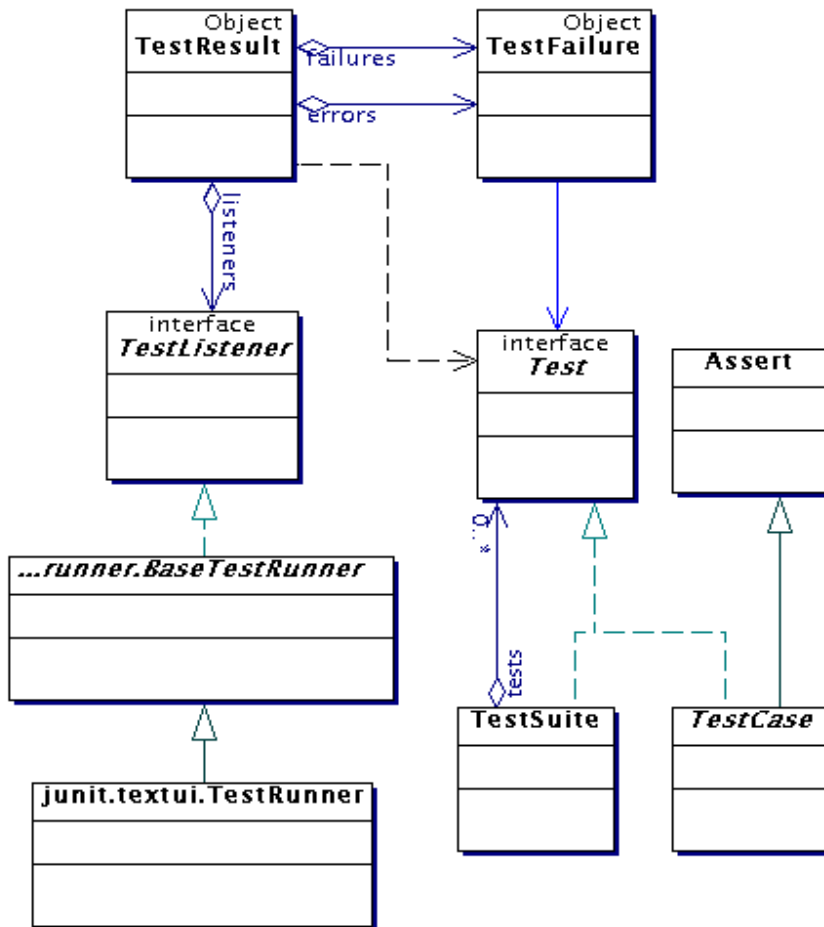 Object
TestResult
Object
TestFailure
failures
errors
listeners
interface
TestListener
interface
Test
Assert
0..*
...runner.BaseTestRunner
tests
TestSuite
TestCase
junit.textui.TestRunner